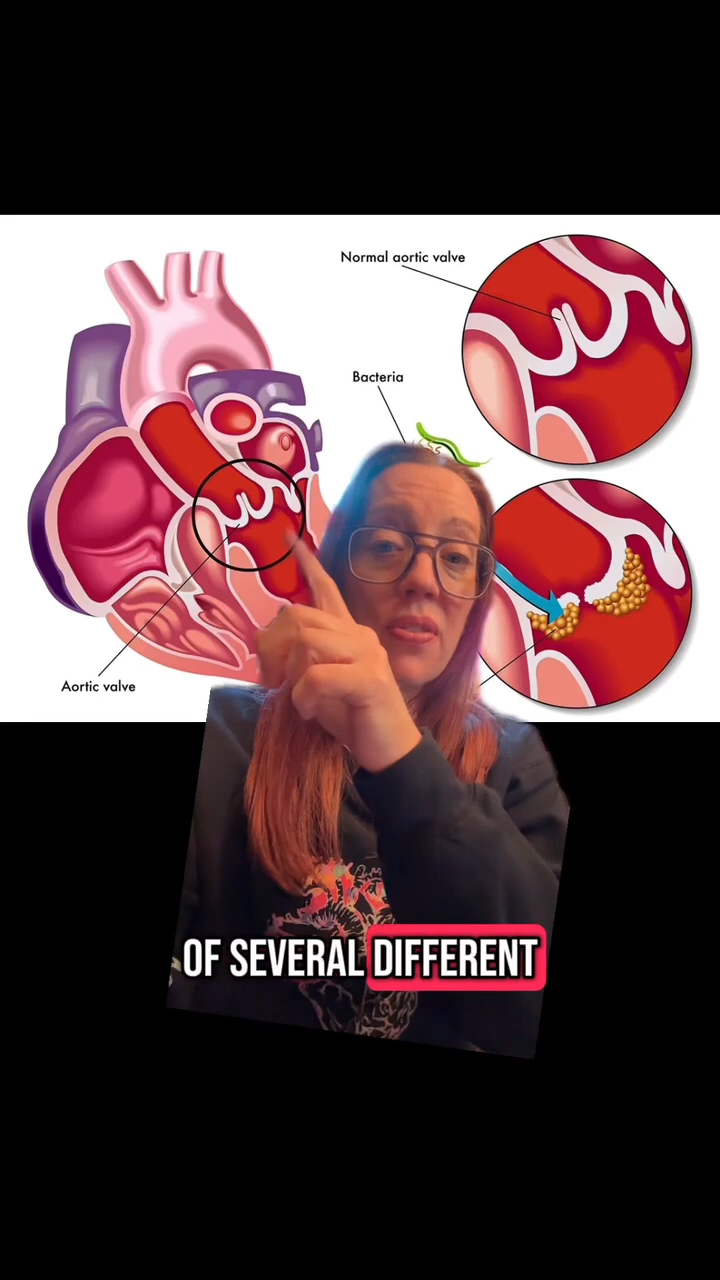 Normal aortic valve
Bacteria
Aortic valve
OF SEVERAL DIFFERENT